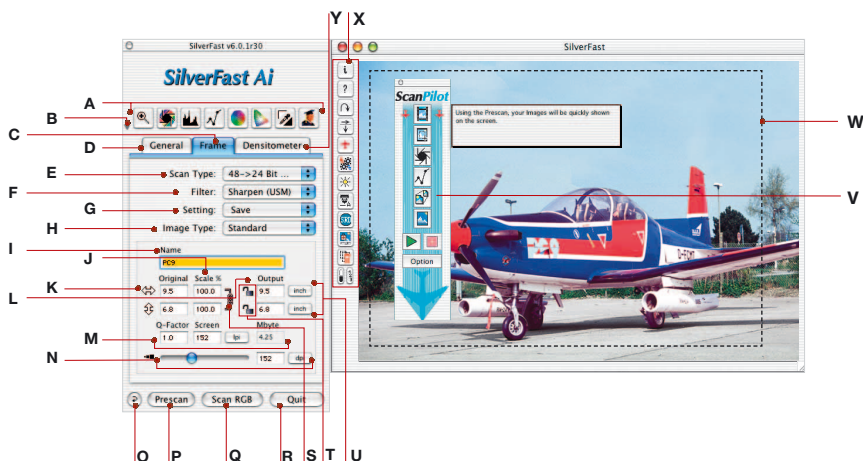 Y X
SilverFast v6.0.1r30
SilverFast
SilverFast Ai
i
?
A
B
C
D
General Frame Densitometer
E Scan Type: 48->24 Bit ...
F Filter: Sharpen (USM)
G Setting: Save
H Image Type: Standard
I Name
PC9
J Original Scale % Output
K 9.5 100.0 9.5 inch
L 6.8 100.0 6.8 inch
Q-Factor Screen Mbyte
M 1.0 152 lpi 4.25
N 152 dpi
Prescan Scan RGB Quit
O P Q R S T U
ScanPilot
Using the Prescan, your Images will be quickly shown
on the screen.
Option
W
V